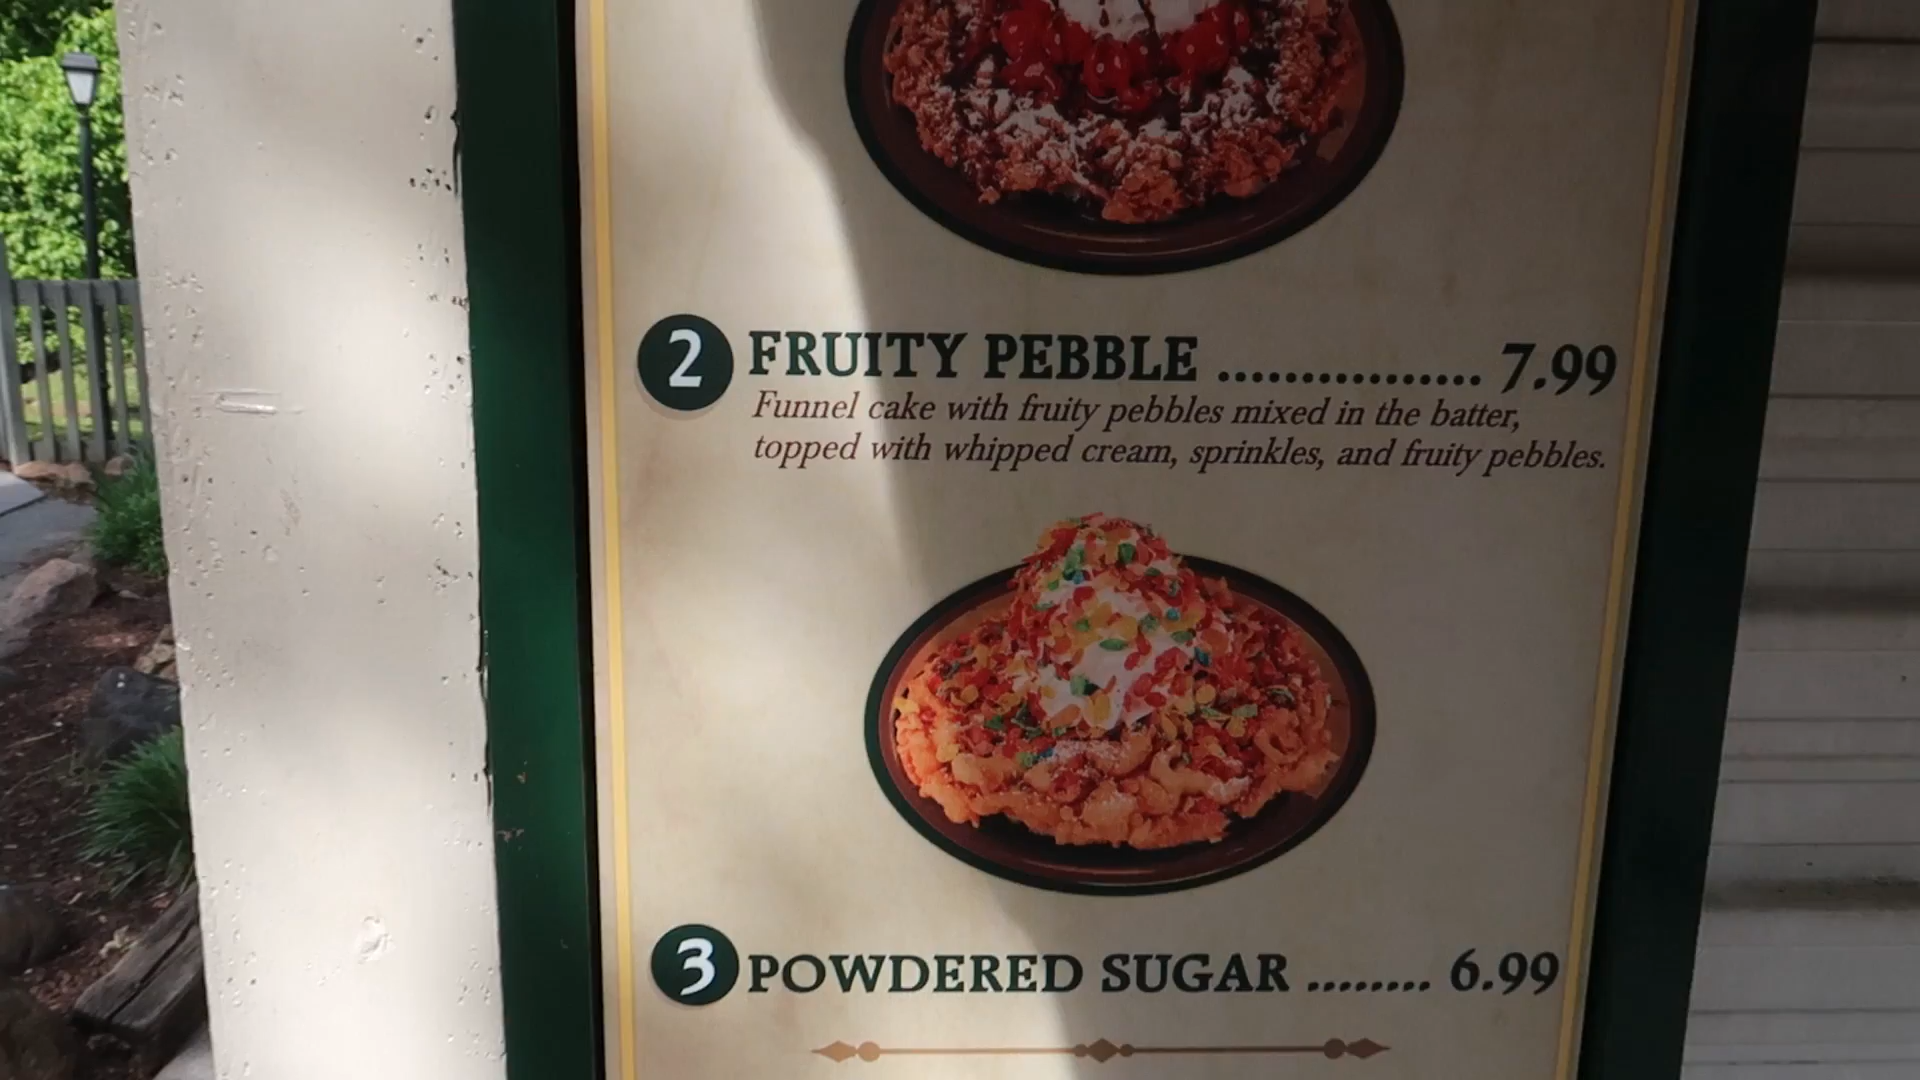 2 FRUITY PEBBLE ................ 7.99
Funnel cake with fruity pebbles mixed in the batter,
topped with whipped cream, sprinkles, and fruity pebbles.
3 POWDERED SUGAR ........ 6.99